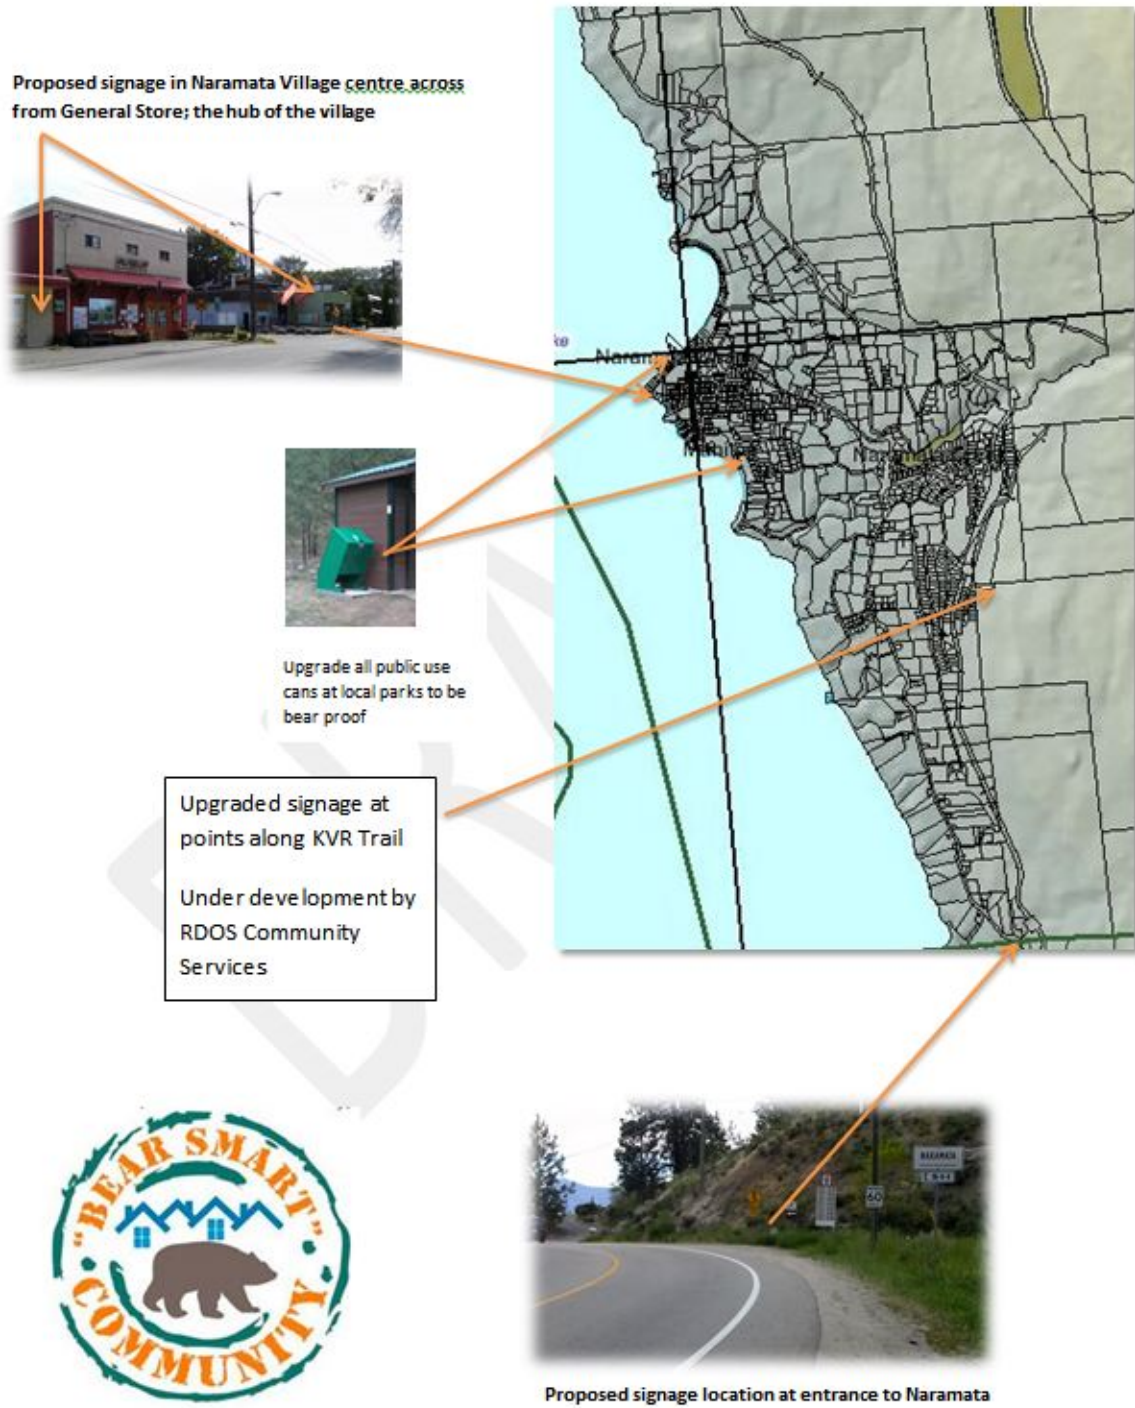 Proposed signage in Naramata Village centre across
from General Store; the hub of the village
Upgrade all public use
cans at local parks to be
bear proof
Upgraded signage at
points along KVR Trail
Under development by
RDOS Community
Services
"BEAR SMART"
COMMUNITY
NARAMATA
60
Proposed signage location at entrance to Naramata